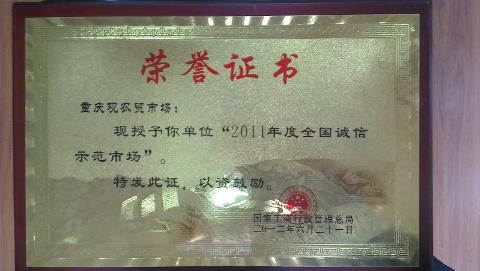 荣誉证书
重庆观农贸市场：
现授予你单位“2011年度全国诚信
示范市场”。
特发此证，以资鼓励。
国家工商行政管理总局
二〇一二年六月二十一日